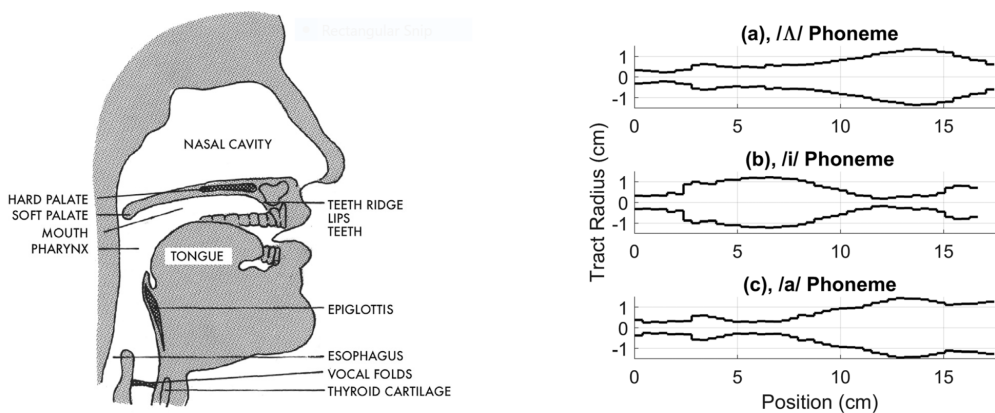 Rectangular Snip
NASAL CAVITY
HARD PALATE
SOFT PALATE
MOUTH
PHARYNX
TEETH RIDGE
LIPS
TEETH
TONGUE
EPIGLOTTIS
ESOPHAGUS
VOCAL FOLDS
THYROID CARTILAGE
(a), /Λ/ Phoneme
1
0
-1
0 5 10 15
(b), /i/ Phoneme
1
0
-1
0 5 10 15
(c), /a/ Phoneme
1
0
-1
0 5 10 15
Tract Radius (cm)
Position (cm)